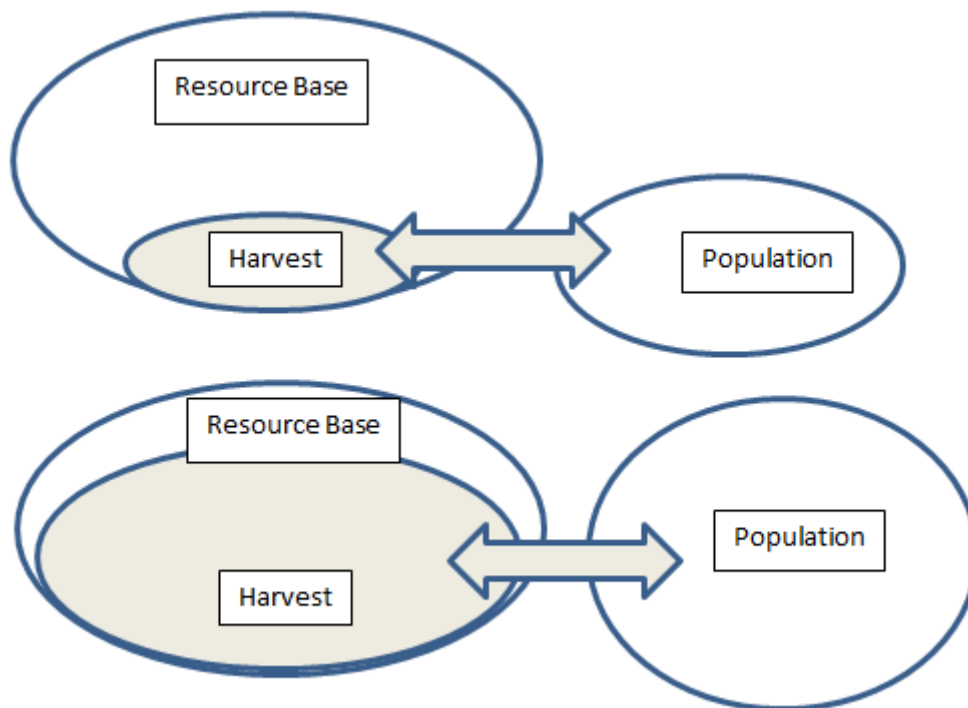 Resource Base
Harvest
Population
Resource Base
Population
Harvest